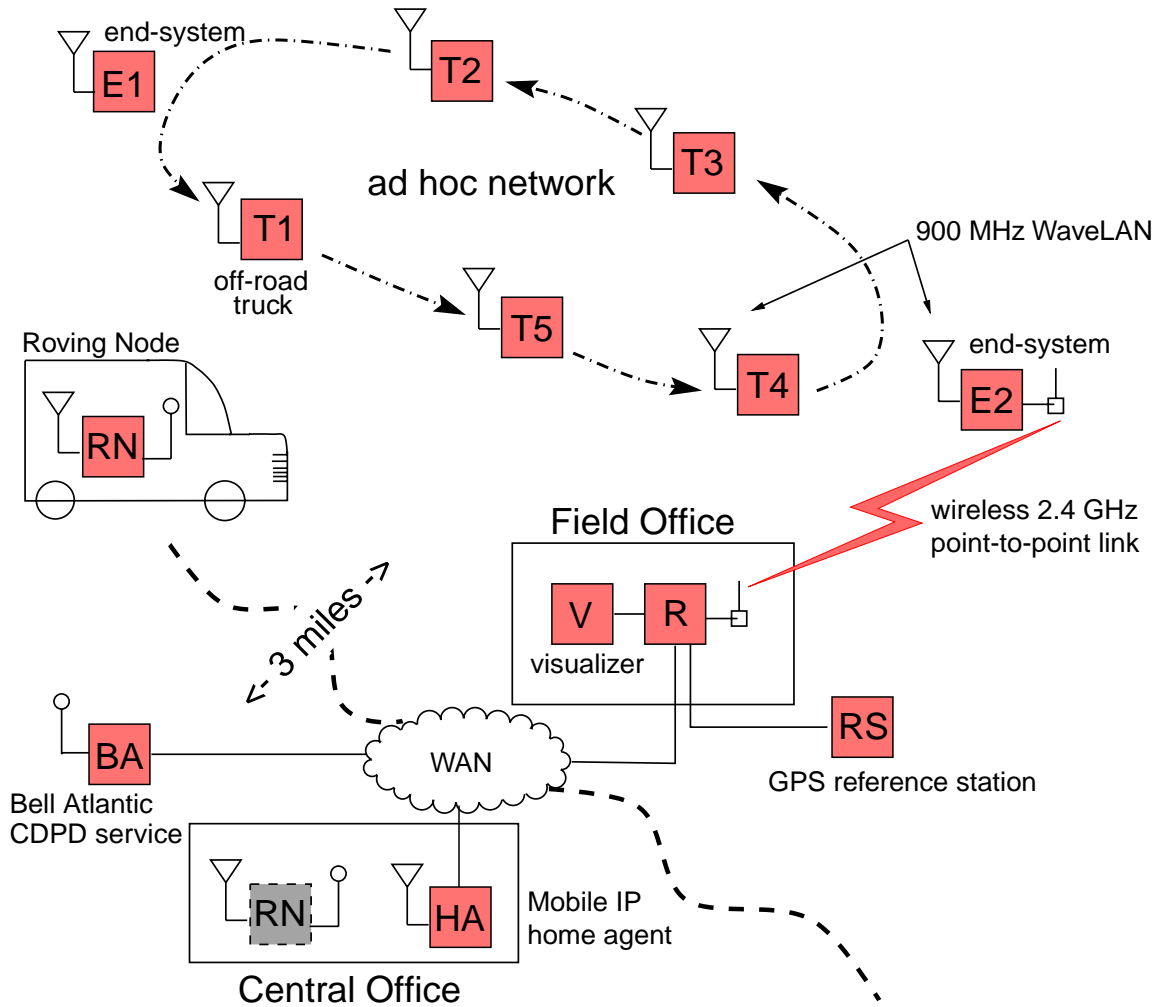 end-system
E1
T2
T3
ad hoc network
T1
off-road
truck
900 MHz WaveLAN
T5
T4
end-system
E2
Roving Node
RN
wireless 2.4 GHz
point-to-point link
Field Office
V
R
visualizer
<-- 3 miles -->
RS
GPS reference station
BA
Bell Atlantic
CDPD service
WAN
RN
HA
Mobile IP
home agent
Central Office